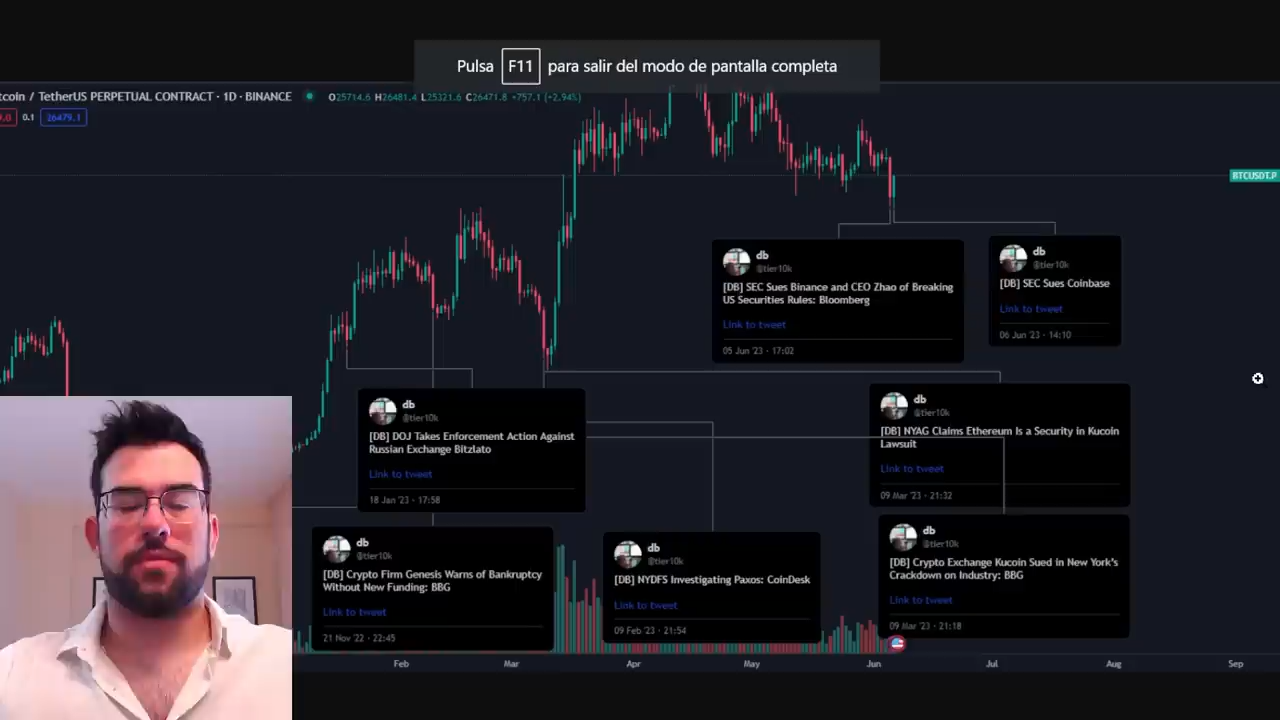 Pulsa F11 para salir del modo de pantalla completa
tcoin / TetherUS PERPETUAL CONTRACT · 1D · BINANCE
O25714.6 H26481.4 L25321.6 C26471.8 +757.1 (+2.94%)
0.1 26479.1
BTCUSDT.P
db
@tier10k
[DB] SEC Sues Binance and CEO Zhao of Breaking
US Securities Rules: Bloomberg
Link to tweet
05 Jun '23 · 17:02
db
@tier10k
[DB] SEC Sues Coinbase
Link to tweet
06 Jun '23 · 14:10
db
@tier10k
[DB] DOJ Takes Enforcement Action Against
Russian Exchange Bitzlato
Link to tweet
18 Jan '23 · 17:58
db
@tier10k
[DB] NYAG Claims Ethereum Is a Security in Kucoin
Lawsuit
Link to tweet
09 Mar '23 · 21:32
db
@tier10k
[DB] Crypto Firm Genesis Warns of Bankruptcy
Without New Funding: BBG
Link to tweet
21 Nov '22 · 22:45
db
@tier10k
[DB] NYDFS Investigating Paxos: CoinDesk
Link to tweet
09 Feb '23 · 21:54
db
@tier10k
[DB] Crypto Exchange Kucoin Sued in New York's
Crackdown on Industry: BBG
Link to tweet
09 Mar '23 · 21:18
Feb Mar Apr May Jun Jul Aug Sep